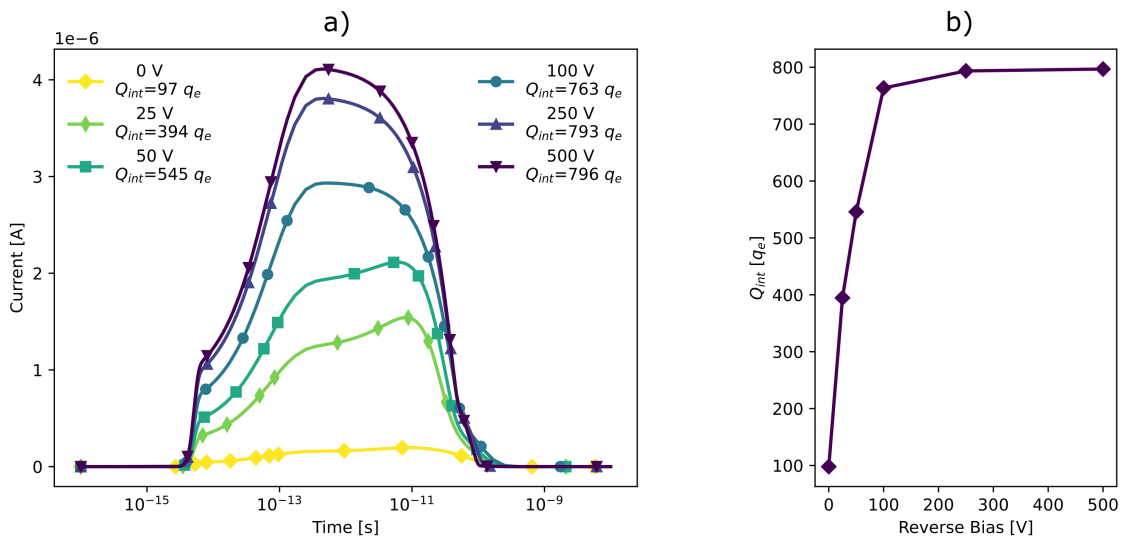 a)
1e−6
0 V
Q_int=97 q_e
25 V
Q_int=394 q_e
50 V
Q_int=545 q_e
100 V
Q_int=763 q_e
250 V
Q_int=793 q_e
500 V
Q_int=796 q_e
4
3
2
1
0
Current [A]
10^−15
10^−13
10^−11
10^−9
Time [s]
b)
800
700
600
500
400
300
200
100
Q_int [q_e]
0
100
200
300
400
500
Reverse Bias [V]